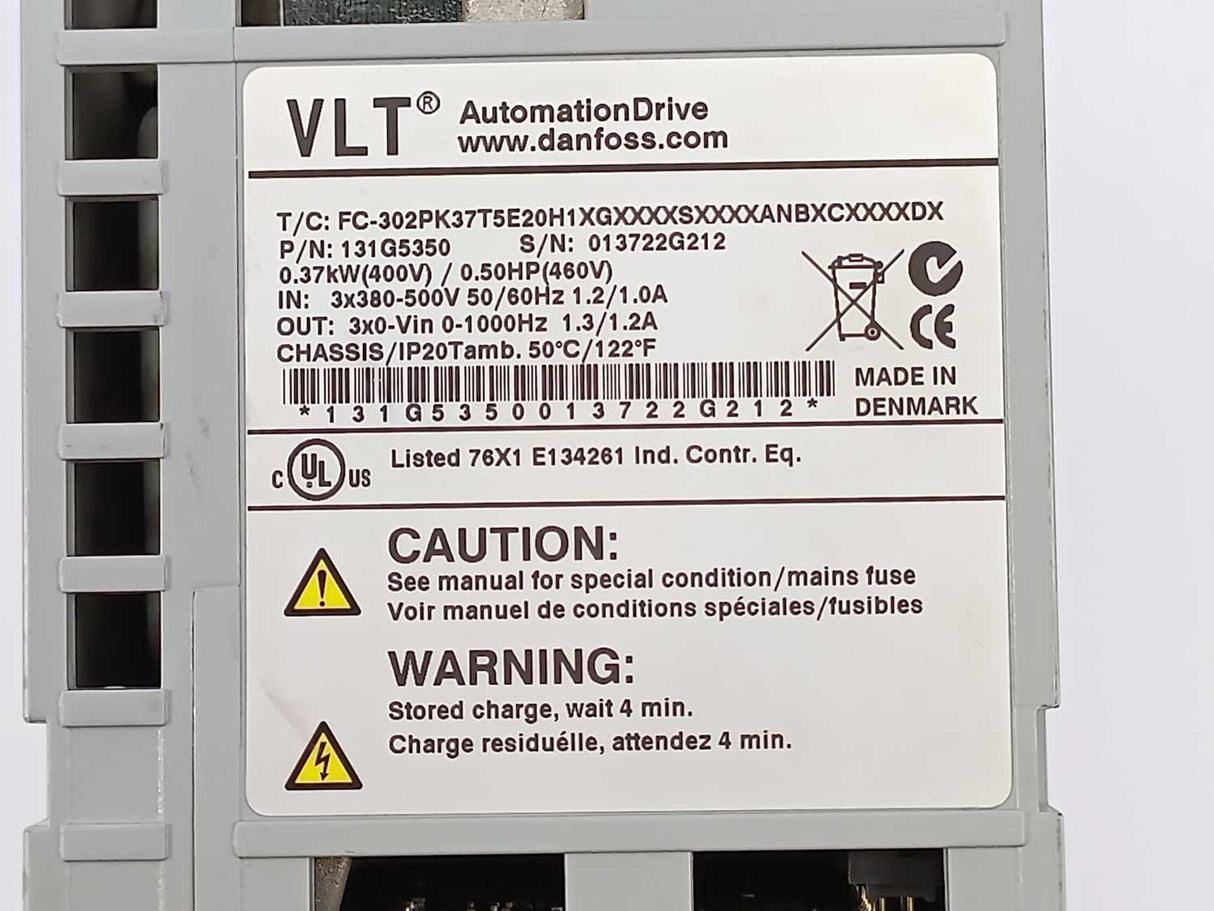 VLT® AutomationDrive
www.danfoss.com
T/C: FC-302PK37T5E20H1XGXXXXSXXXXANBXCXXXXDX
P/N: 131G5350 S/N: 013722G212
0.37kW(400V) / 0.50HP(460V)
IN: 3x380-500V 50/60Hz 1.2/1.0A
OUT: 3x0-Vin 0-1000Hz 1.3/1.2A
CHASSIS/IP20Tamb. 50°C/122°F
*131G5350013722G212*
CE
MADE IN
DENMARK
C UL US Listed 76X1 E134261 Ind. Contr. Eq.
CAUTION:
See manual for special condition/mains fuse
Voir manuel de conditions spéciales/fusibles
WARNING:
Stored charge, wait 4 min.
Charge residuélle, attendez 4 min.